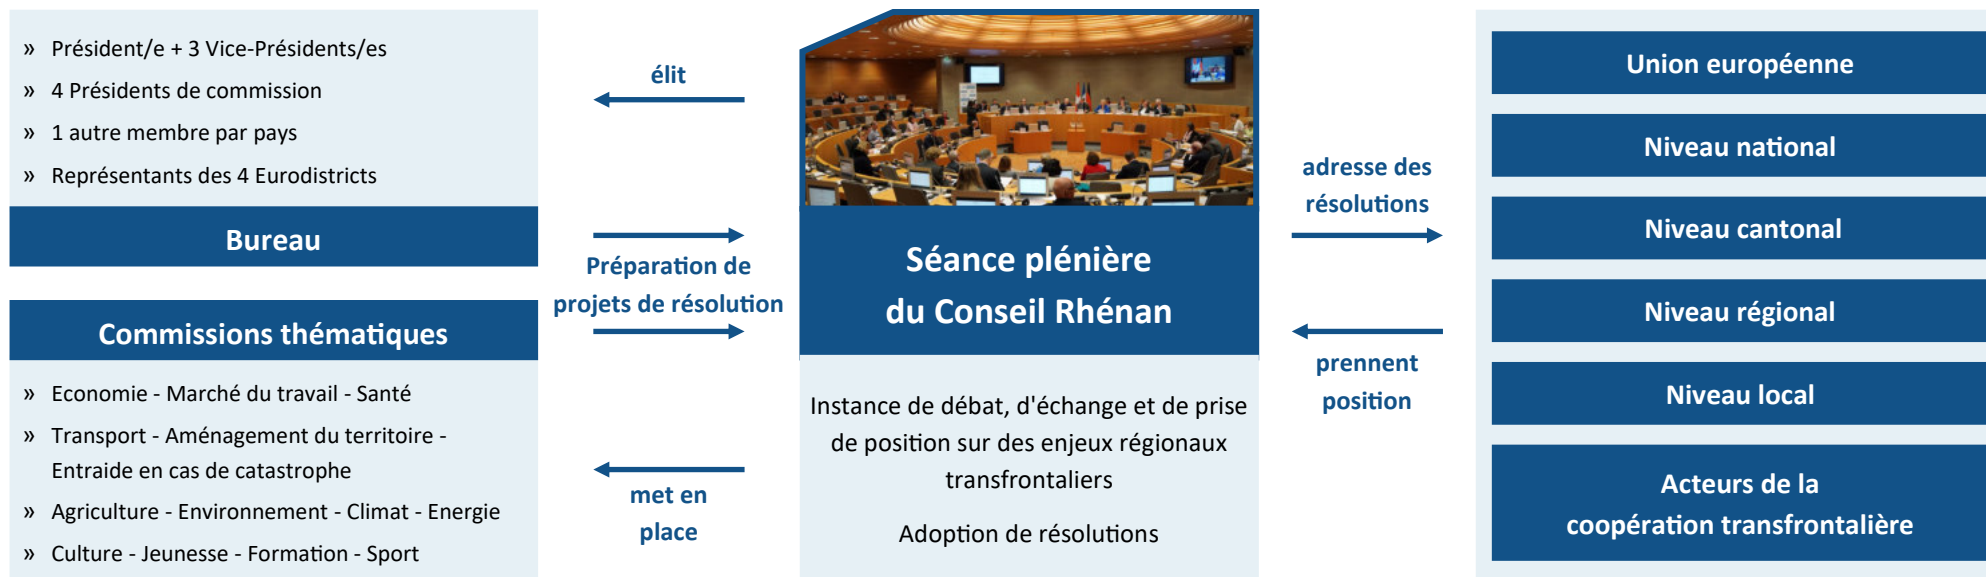 » Président/e + 3 Vice-Présidents/es
» 4 Présidents de commission
» 1 autre membre par pays
» Représentants des 4 Eurodistricts
Bureau
Commissions thématiques
» Economie - Marché du travail - Santé
» Transport - Aménagement du territoire -
Entraide en cas de catastrophe
» Agriculture - Environnement - Climat - Energie
» Culture - Jeunesse - Formation - Sport
élit
Préparation de
projets de résolution
met en
place
Séance plénière
du Conseil Rhénan
Instance de débat, d'échange et de prise
de position sur des enjeux régionaux
transfrontaliers
Adoption de résolutions
adresse des
résolutions
prennent
position
Union européenne
Niveau national
Niveau cantonal
Niveau régional
Niveau local
Acteurs de la
coopération transfrontalière